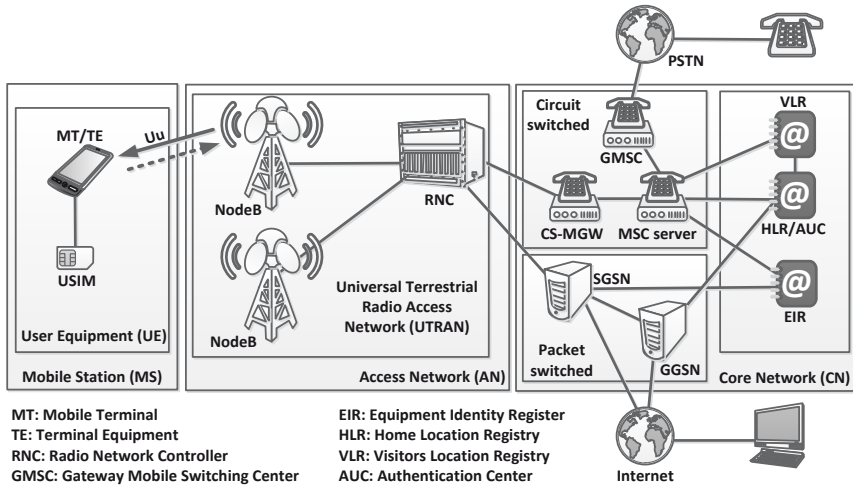 PSTN
Circuit
switched
VLR
MT/TE
Uu
GMSC
@
NodeB
RNC
CS-MGW
MSC server
@
HLR/AUC
USIM
Universal Terrestrial
Radio Access
Network (UTRAN)
SGSN
@
EIR
NodeB
User Equipment (UE)
Packet
switched
GGSN
Mobile Station (MS)
Access Network (AN)
Core Network (CN)
MT: Mobile Terminal
TE: Terminal Equipment
RNC: Radio Network Controller
GMSC: Gateway Mobile Switching Center
EIR: Equipment Identity Register
HLR: Home Location Registry
VLR: Visitors Location Registry
AUC: Authentication Center
Internet